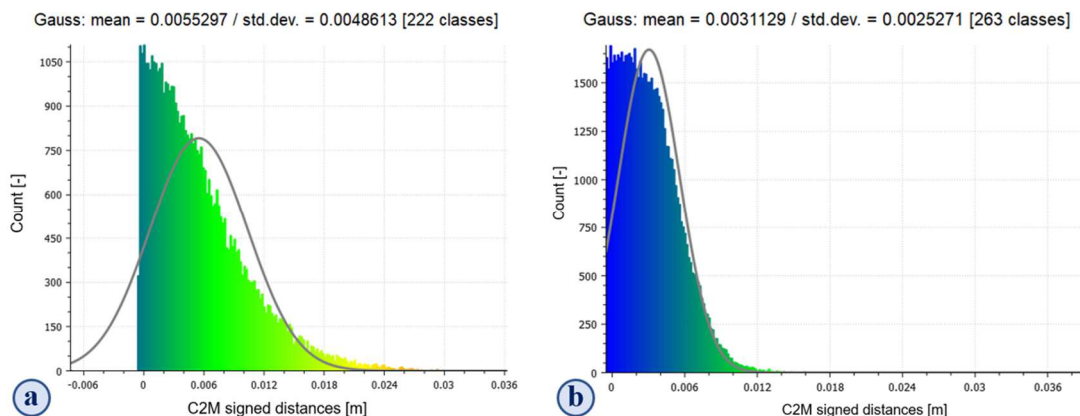 Gauss: mean = 0.0055297 / std.dev. = 0.0048613 [222 classes]
Count [-]
1050
900
750
600
450
300
150
0
-0.006 0 0.006 0.012 0.018 0.024 0.03 0.036
C2M signed distances [m]
a
Gauss: mean = 0.0031129 / std.dev. = 0.0025271 [263 classes]
Count [-]
1500
1250
1000
750
500
250
0
0 0.006 0.012 0.018 0.024 0.03 0.036
C2M signed distances [m]
b